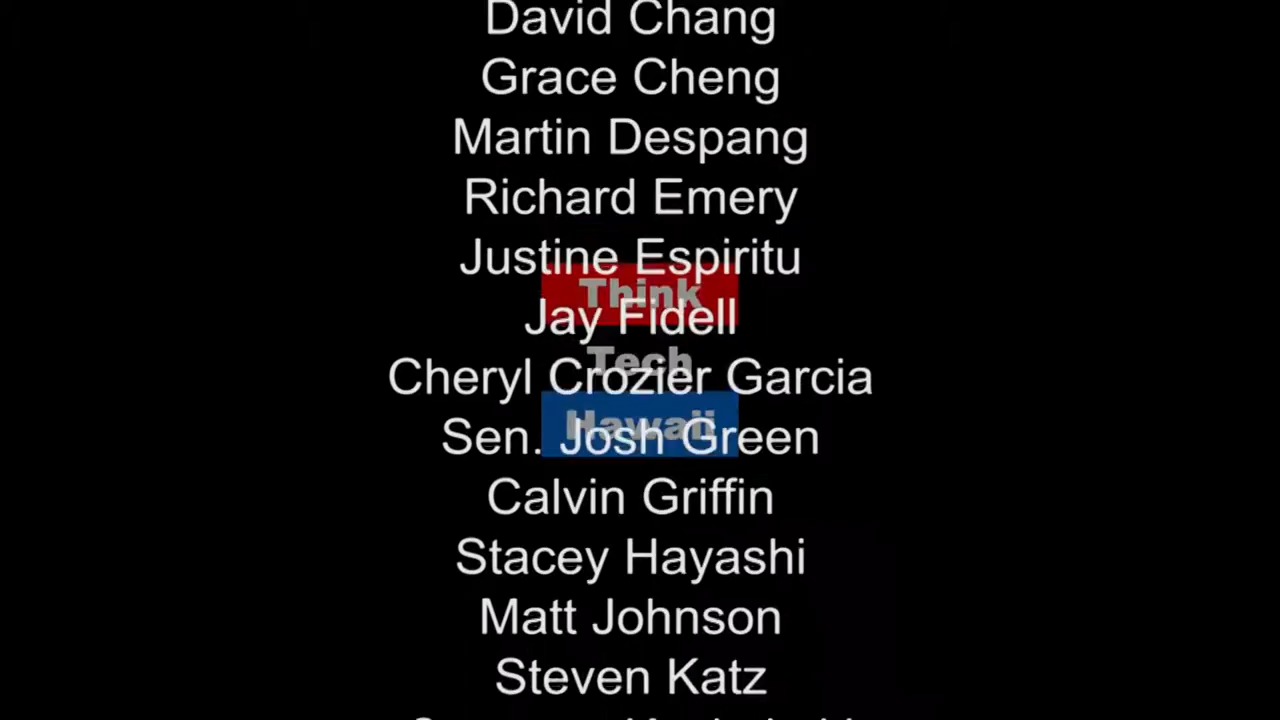 David Chang
Grace Cheng
Martin Despang
Richard Emery
Justine Espiritu
Think
Jay Fidell
Tech
Cheryl Crozier Garcia
Hawaii
Sen. Josh Green
Calvin Griffin
Stacey Hayashi
Matt Johnson
Steven Katz